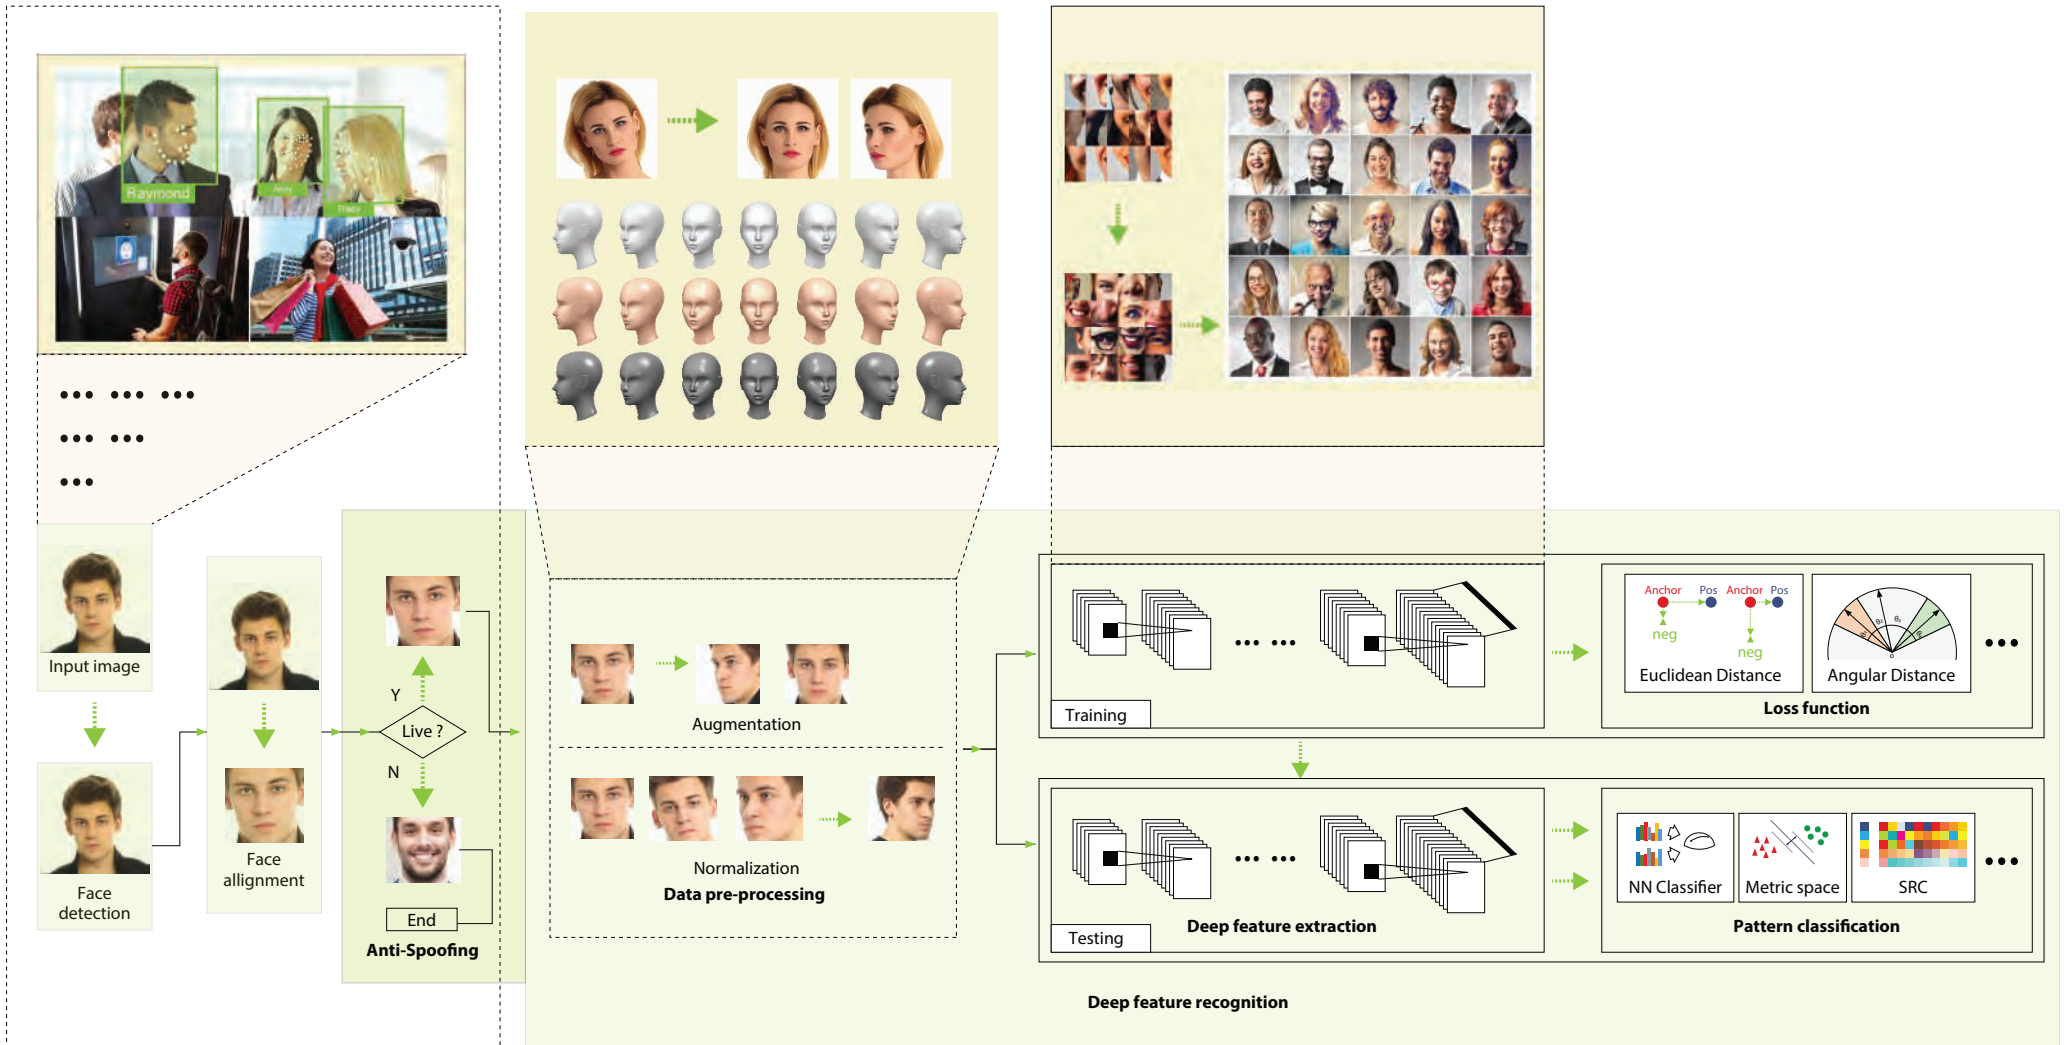 Raymond
Amy
Tracy
Input image
Face
detection
Face
allignment
Y
Live ?
N
End
Anti-Spoofing
Augmentation
Normalization
Data pre-processing
Training
Anchor Pos Anchor Pos
neg
neg
Euclidean Distance
Angular Distance
Loss function
Testing
Deep feature extraction
NN Classifier
Metric space
SRC
Pattern classification
Deep feature recognition